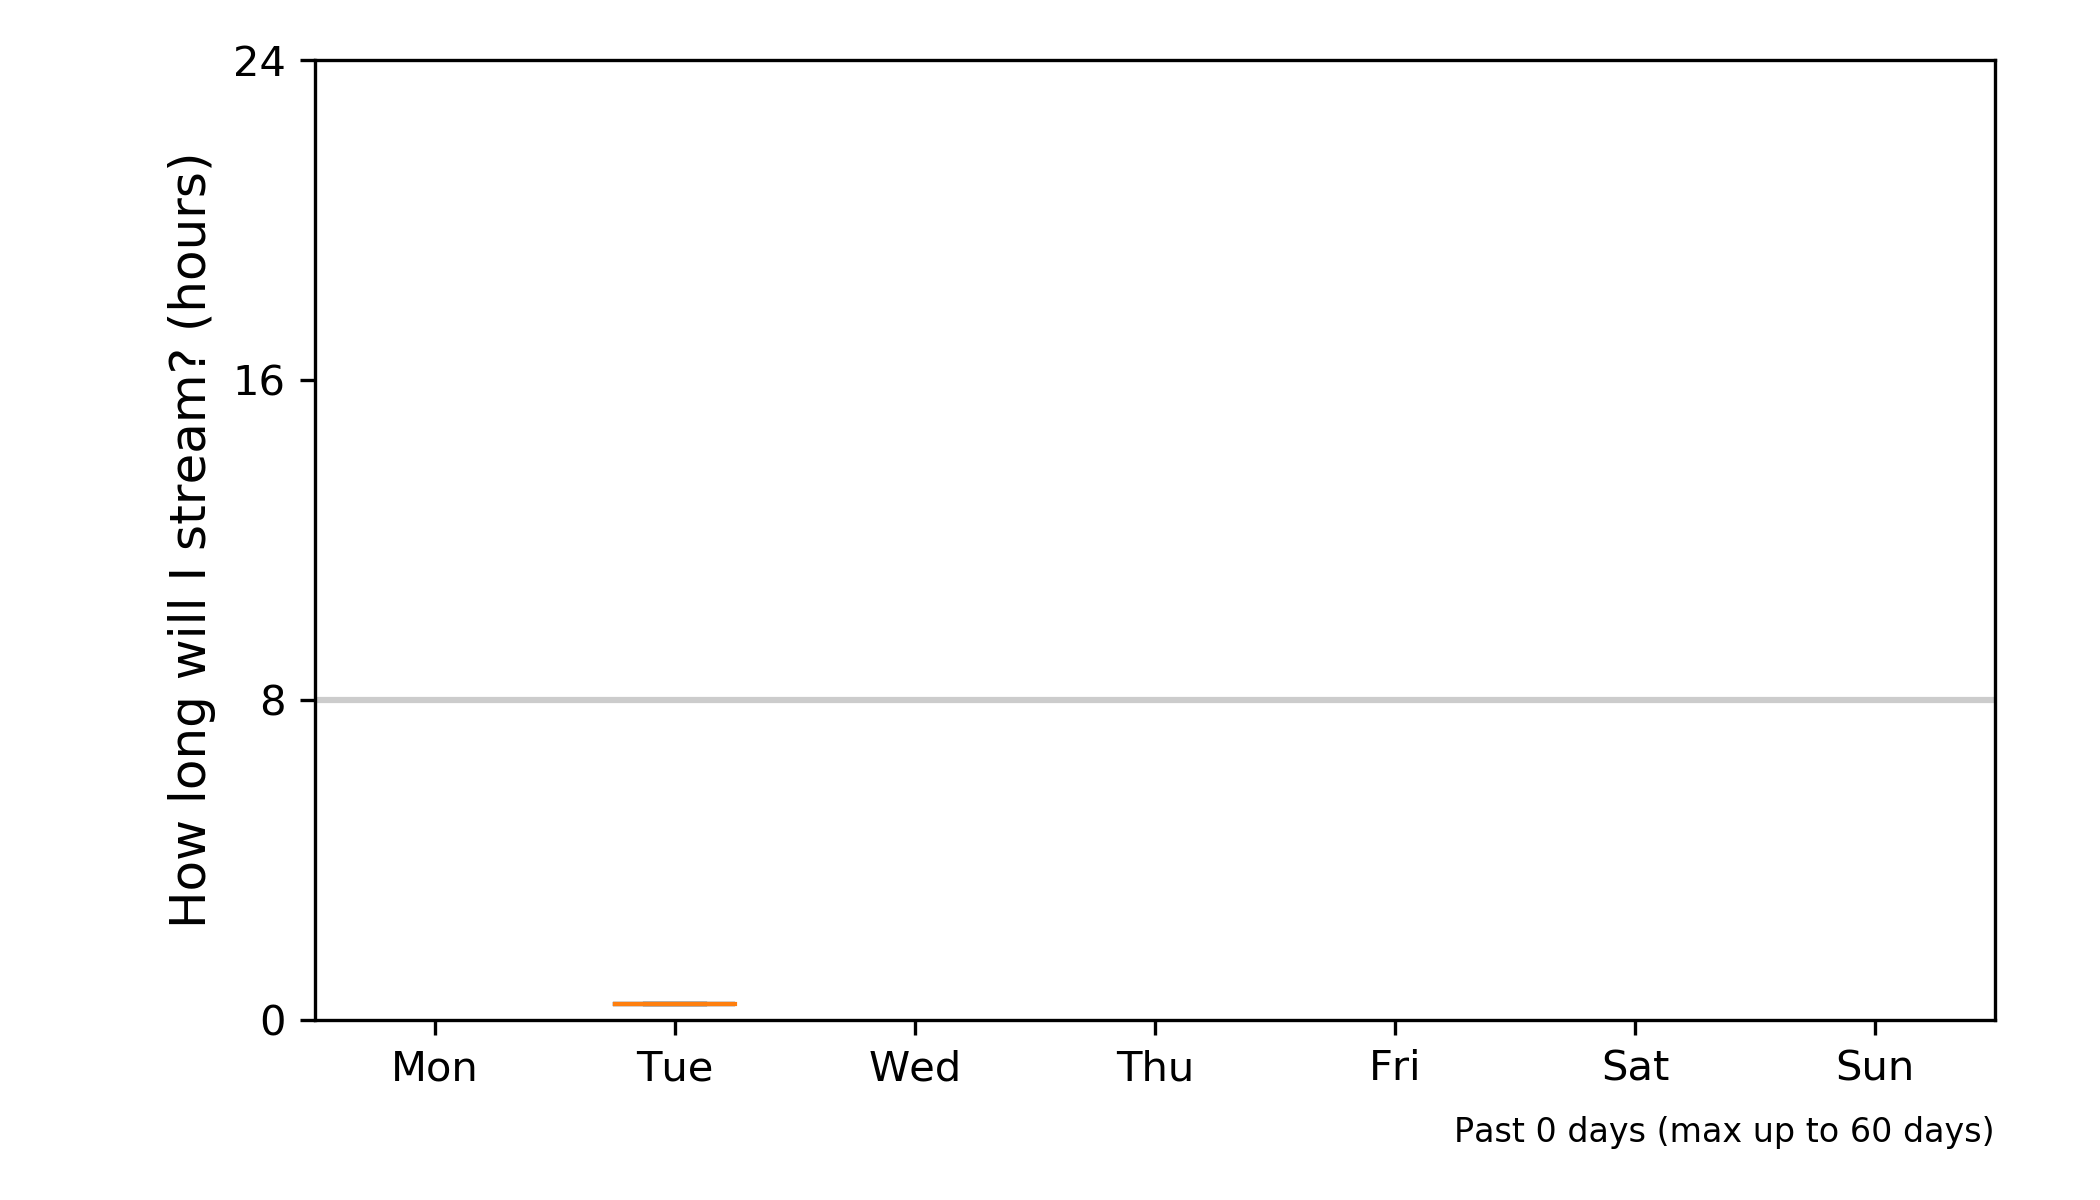 How long will I stream? (hours)
24
16
8
0
Mon Tue Wed Thu Fri Sat Sun
Past 0 days (max up to 60 days)